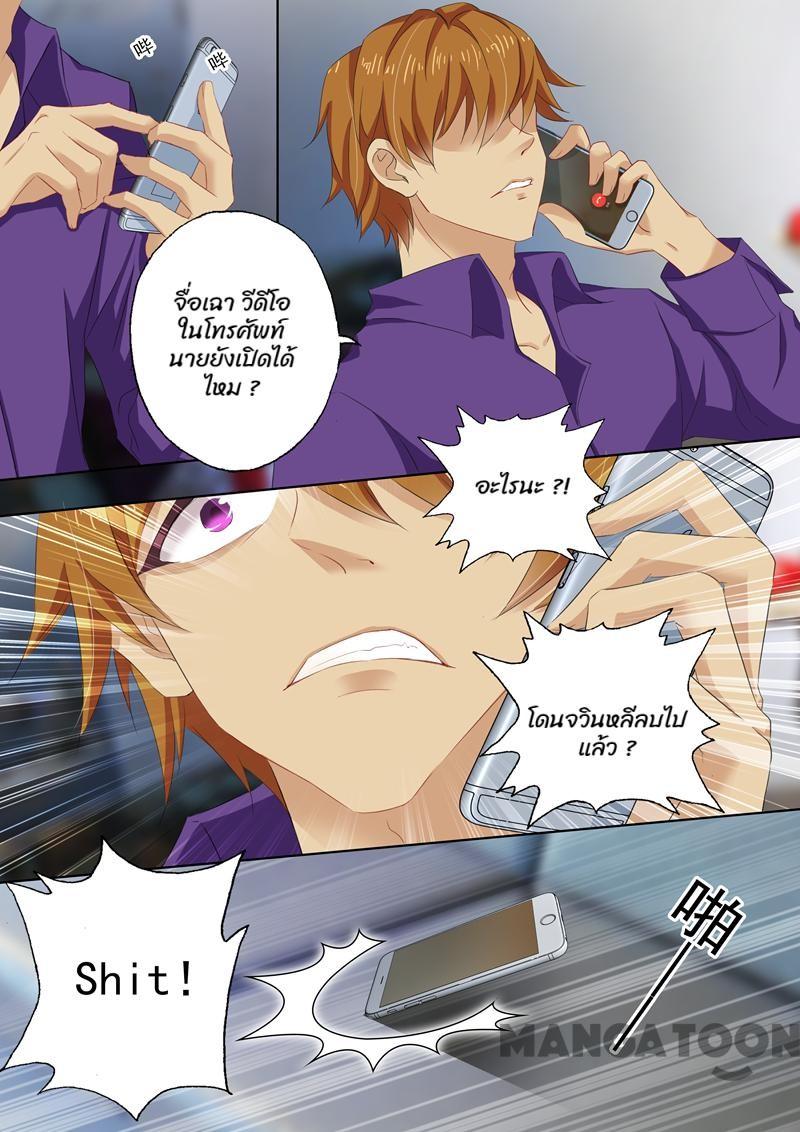 哔
哔
จื่อเฉา วีดีโอ
ในโทรศัพท์
นายยังเปิดได้
ไหม ?
อะไรนะ ?!
โดนจวินหลีลบไป
แล้ว ?
Shit!
啪
MANGATOON